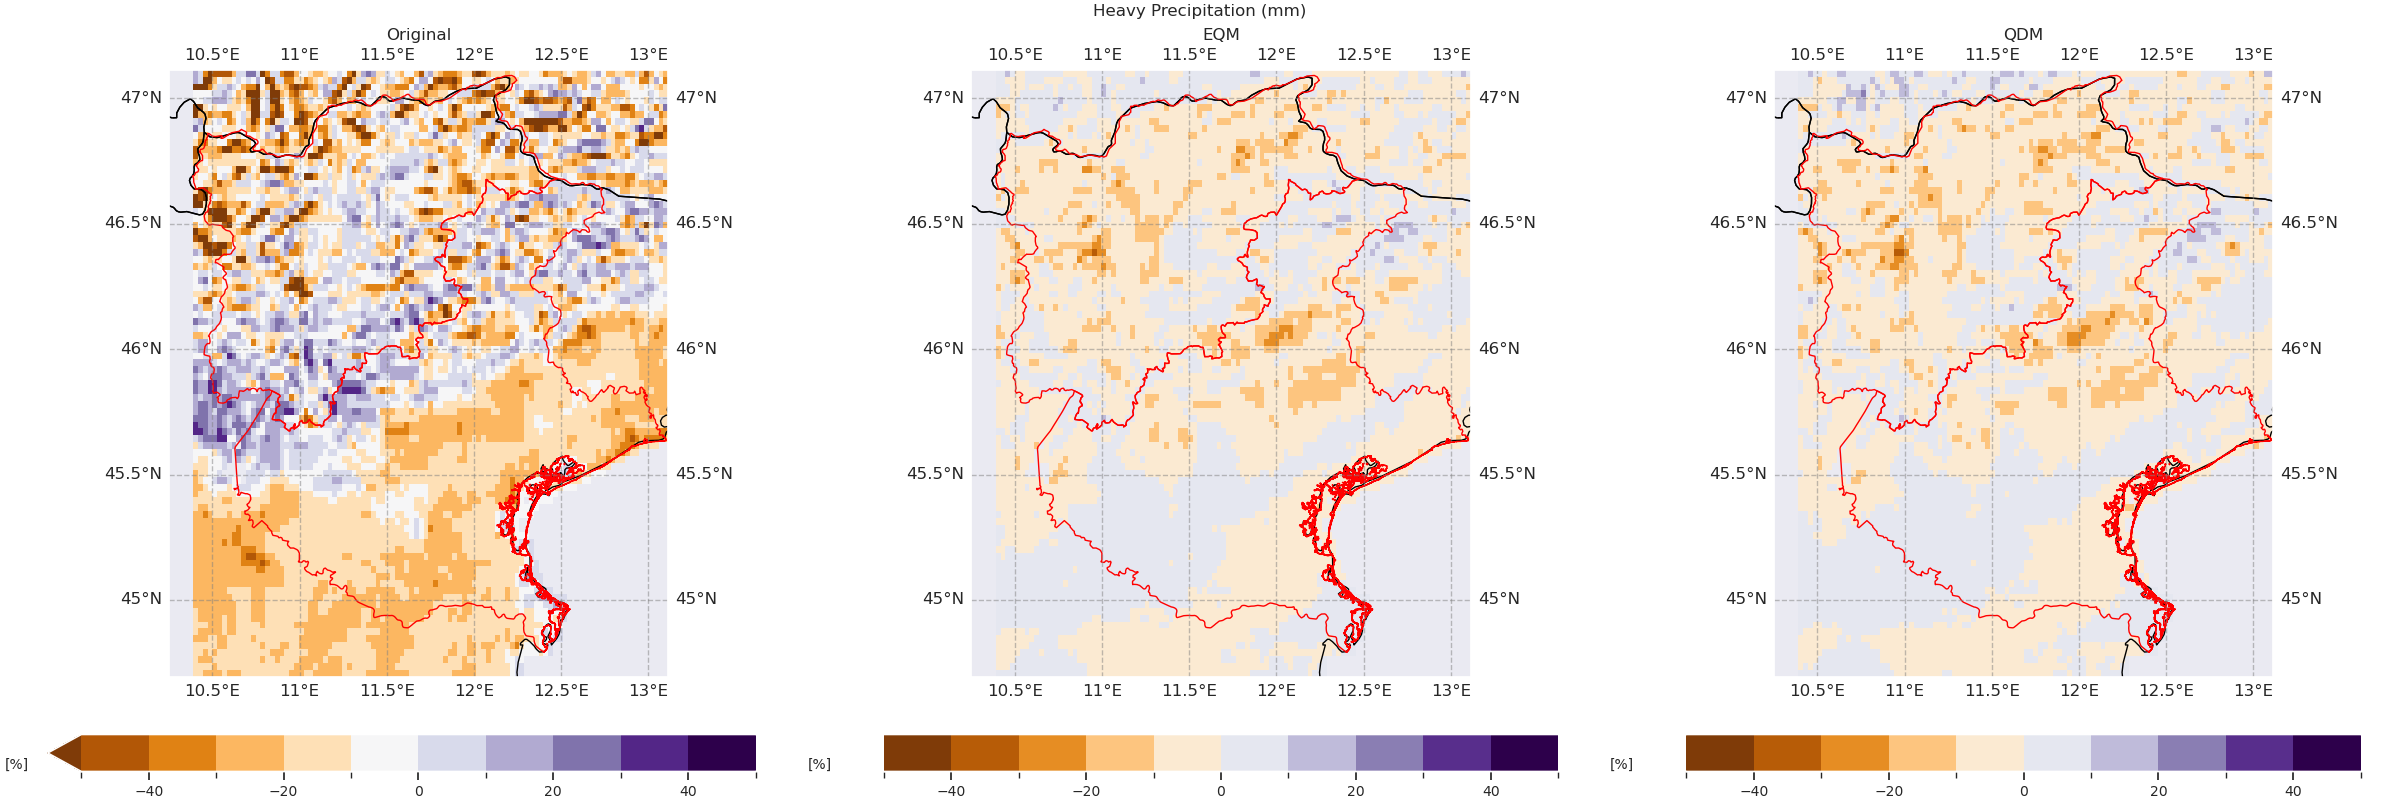 Heavy Precipitation (mm)
Original
EQM
QDM
10.5°E 11°E 11.5°E 12°E 12.5°E 13°E
10.5°E 11°E 11.5°E 12°E 12.5°E 13°E
10.5°E 11°E 11.5°E 12°E 12.5°E 13°E
47°N 47°N 47°N 47°N 47°N 47°N
46.5°N 46.5°N 46.5°N 46.5°N 46.5°N 46.5°N
46°N 46°N 46°N 46°N 46°N 46°N
45.5°N 45.5°N 45.5°N 45.5°N 45.5°N 45.5°N
45°N 45°N 45°N 45°N 45°N 45°N
10.5°E 11°E 11.5°E 12°E 12.5°E 13°E
10.5°E 11°E 11.5°E 12°E 12.5°E 13°E
10.5°E 11°E 11.5°E 12°E 12.5°E 13°E
[%] [%] [%]
−40 −20 0 20 40
−40 −20 0 20 40
−40 −20 0 20 40